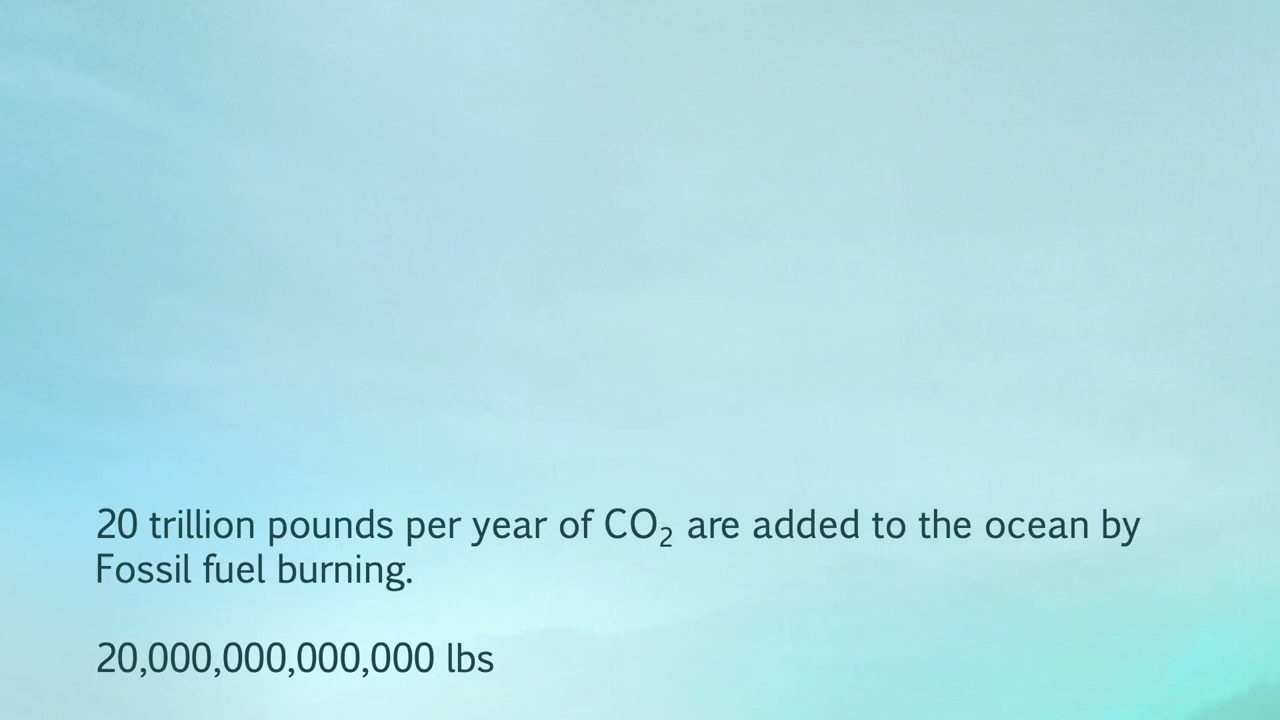 20 trillion pounds per year of CO₂ are added to the ocean by
Fossil fuel burning.
20,000,000,000,000 lbs